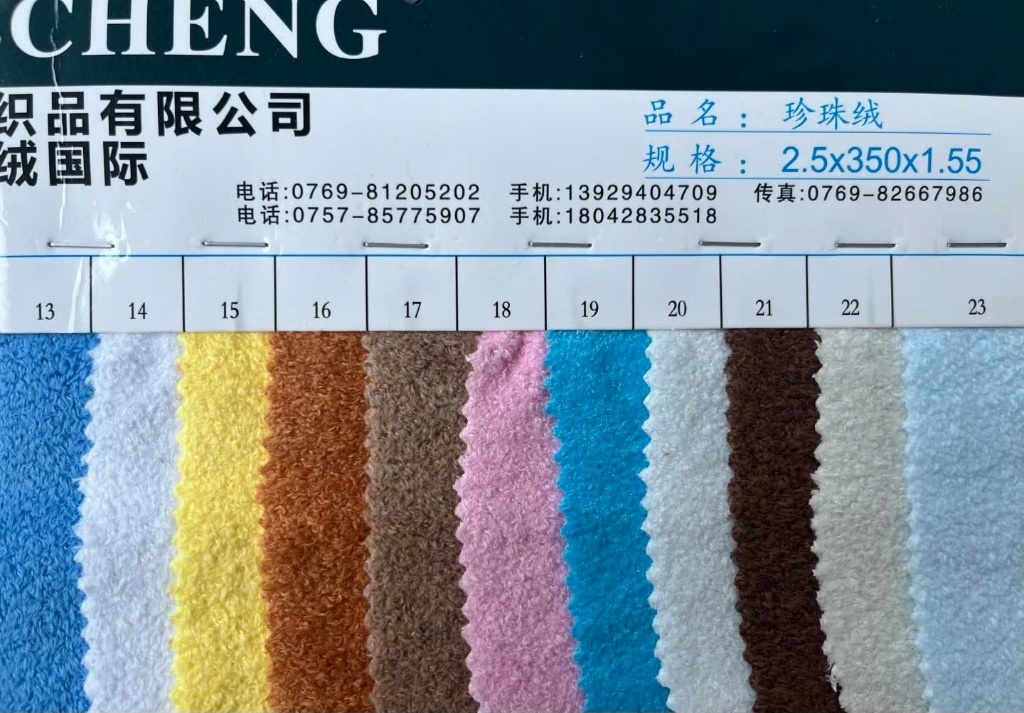 CHENG
织品有限公司
绒国际
品名：珍珠绒
规格：2.5x350x1.55
电话:0769-81205202 手机:13929404709 传真:0769-82667986
电话:0757-85775907 手机:18042835518
13 14 15 16 17 18 19 20 21 22 23